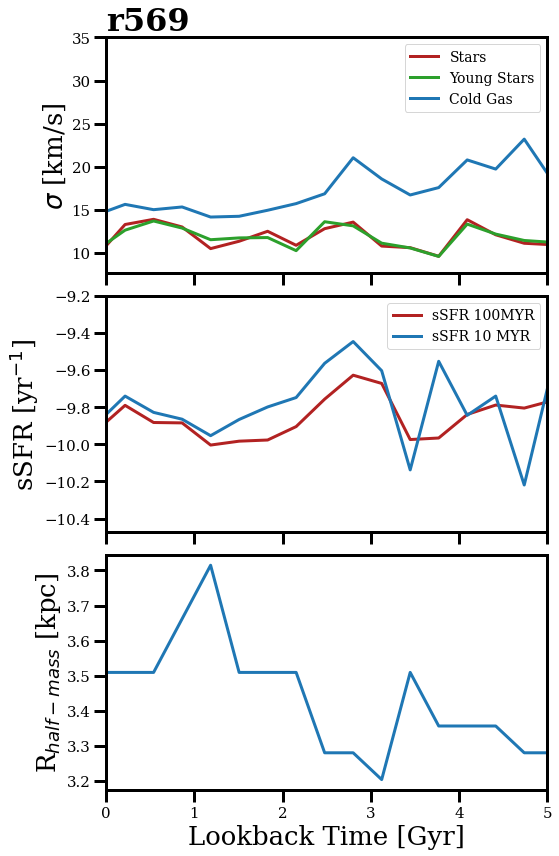 r569
35
30
25
20
15
10
σ [km/s]
Stars
Young Stars
Cold Gas
−9.2
−9.4
−9.6
−9.8
−10.0
−10.2
−10.4
sSFR [yr⁻¹]
sSFR 100MYR
sSFR 10 MYR
3.8
3.7
3.6
3.5
3.4
3.3
3.2
R_half−mass [kpc]
0 1 2 3 4 5
Lookback Time [Gyr]